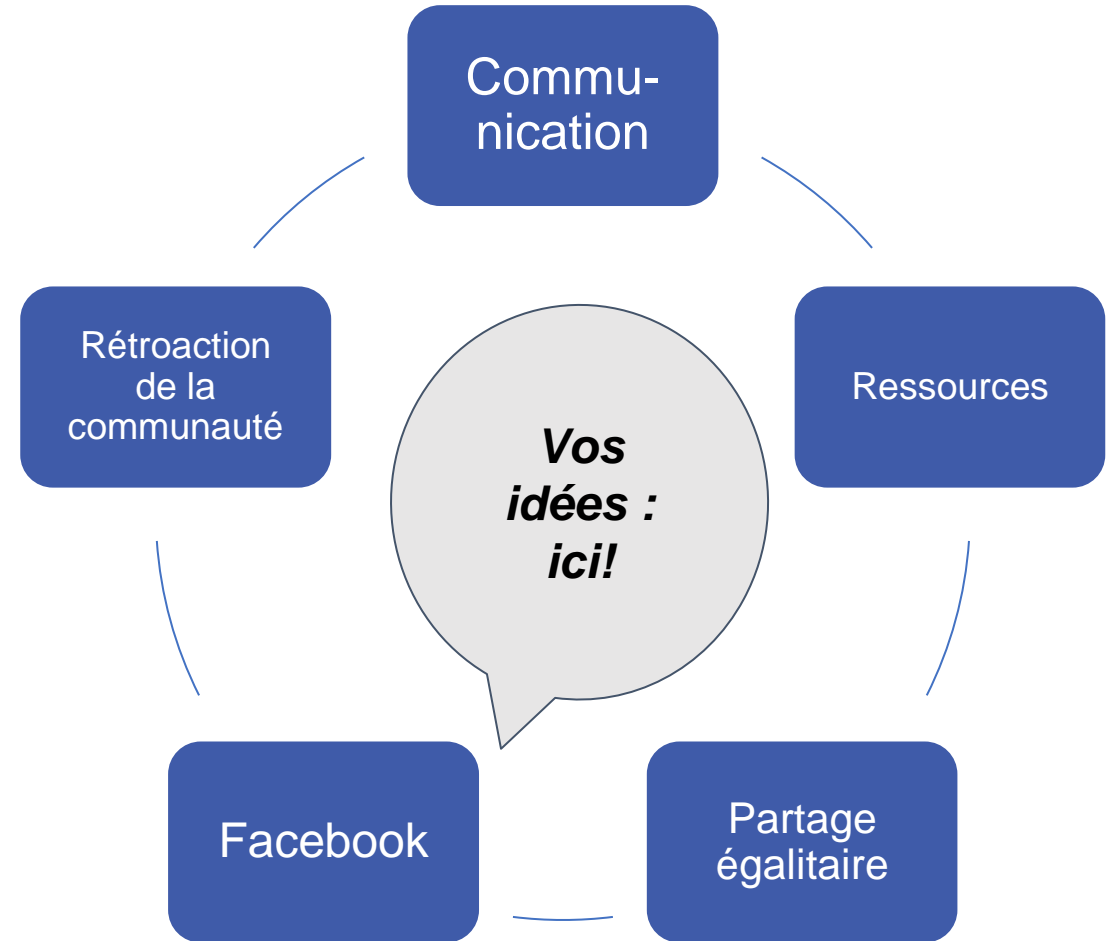 Commu-
nication
Rétroaction
de la
communauté
Ressources
Vos
idées :
ici!
Facebook
Partage
égalitaire